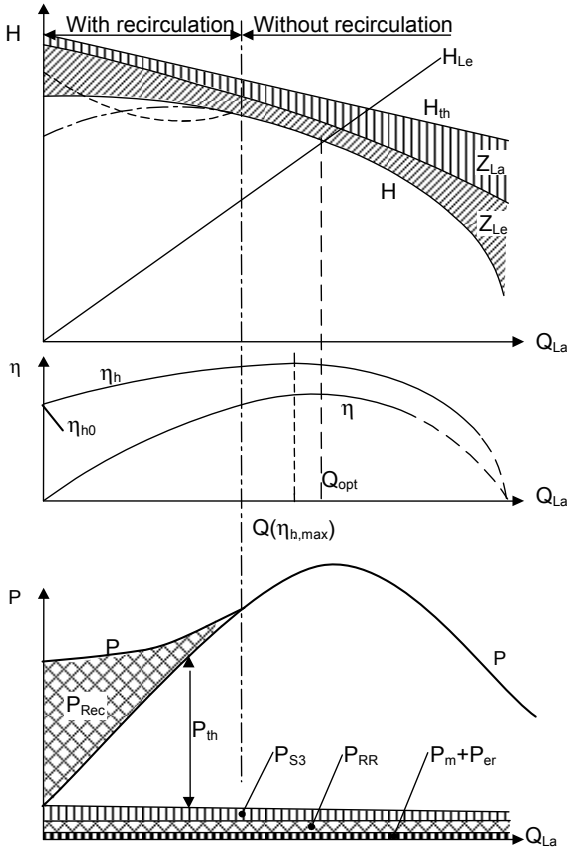 H
With recirculation
Without recirculation
H_Le
H_th
Z_La
H
Z_Le
Q_La
η
η_h
η_h0
η
Q_opt
Q_La
Q(η_h,max)
P
P
P
P_Rec
P_th
P_S3
P_RR
P_m+P_er
Q_La